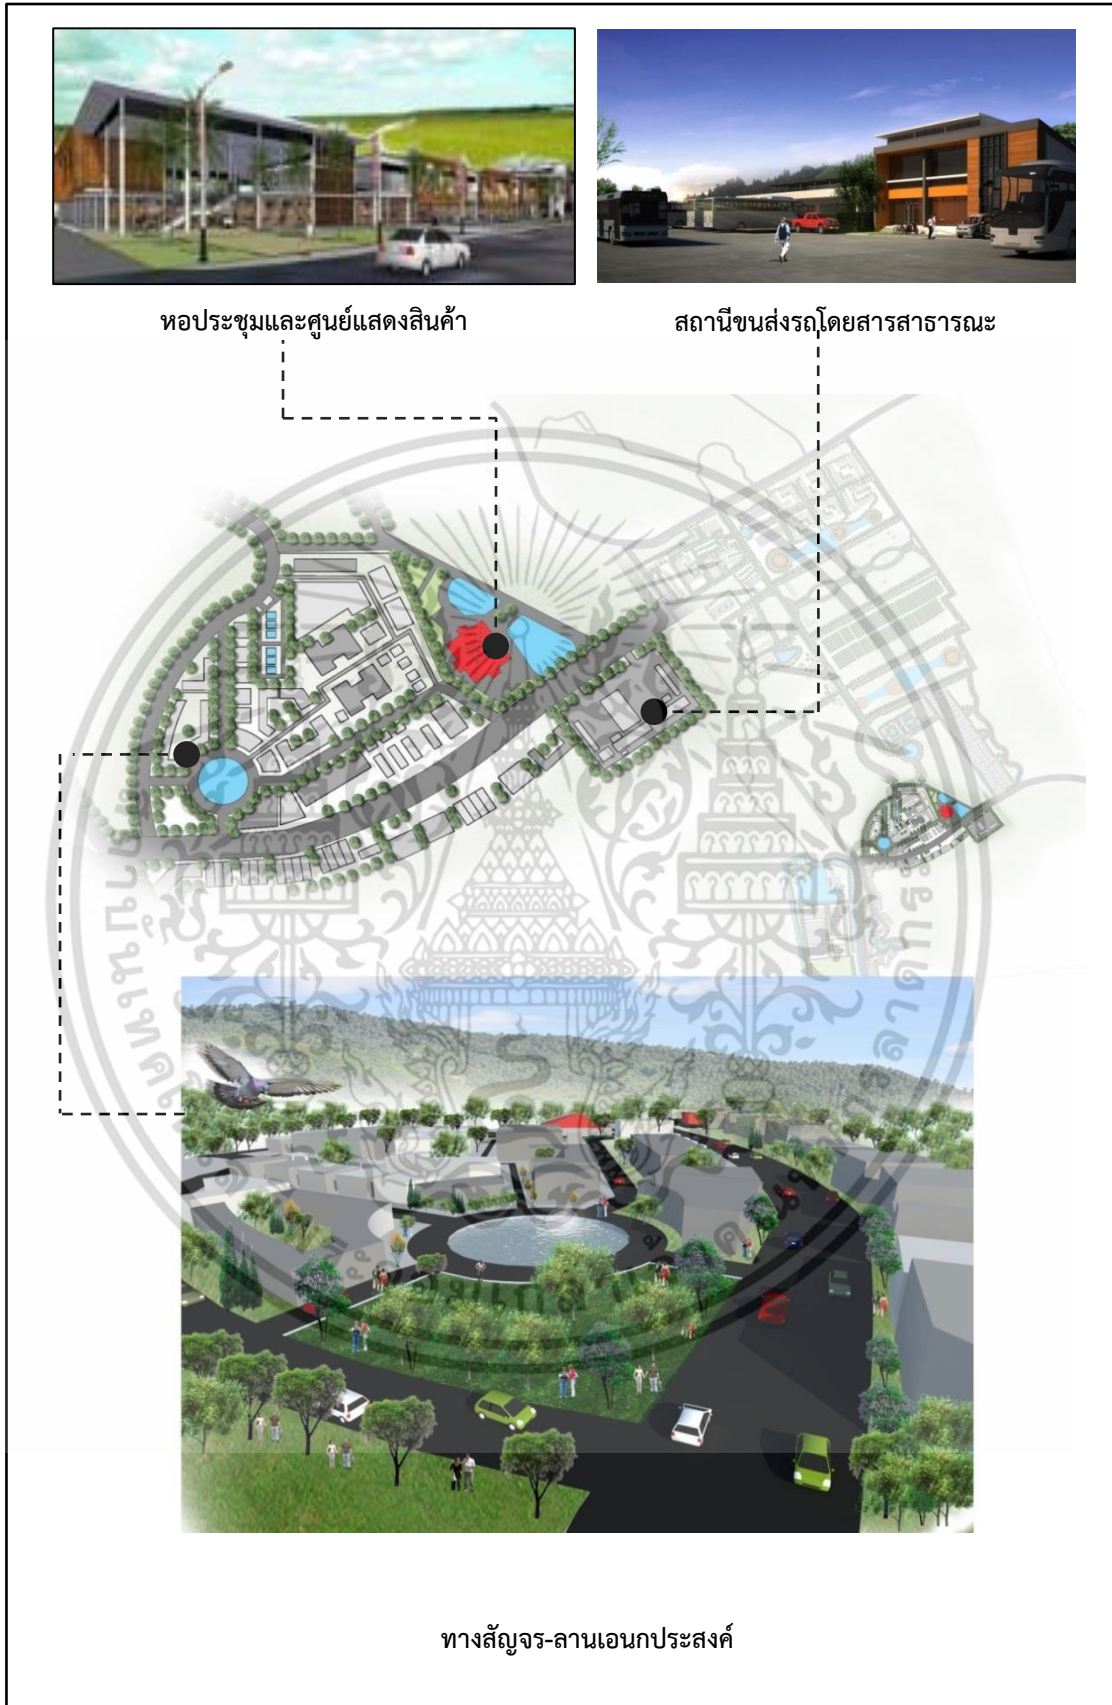 หอประชุมและศูนย์แสดงสินค้า
สถานีขนส่งรถโดยสารสาธารณะ
ทางสัญจร-ลานเอนกประสงค์